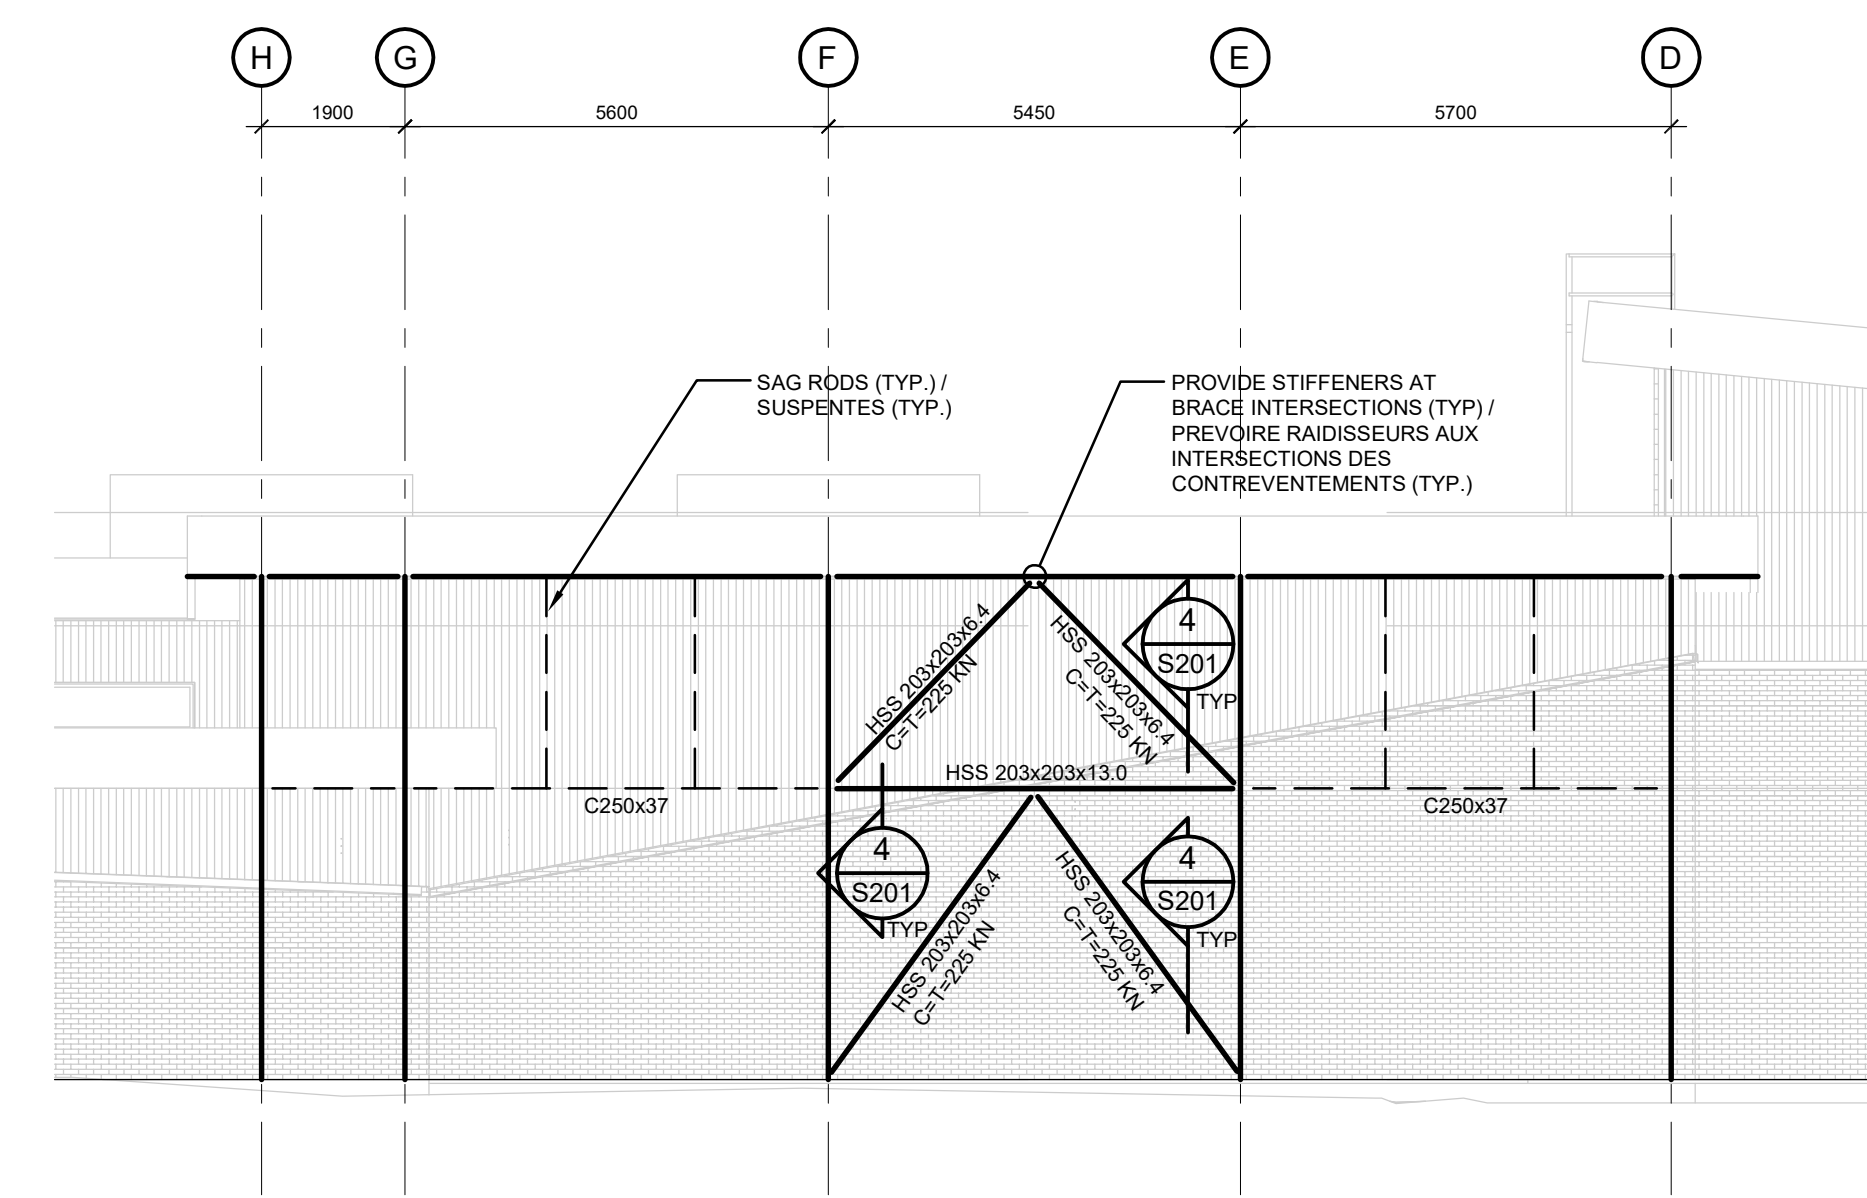 H
G
F
E
D
1900
5600
5450
5700
SAG RODS (TYP.) /
SUSPENTES (TYP.)
PROVIDE STIFFENERS AT
BRACE INTERSECTIONS (TYP) /
PREVOIRE RAIDISSEURS AUX
INTERSECTIONS DES
CONTREVENTEMENTS (TYP.)
HSS 203x203x6.4
C=T=225 KN
HSS 203x203x6.4
C=T=225 KN
4
S201
TYP
HSS 203x203x13.0
C250x37
C250x37
4
S201
TYP
HSS 203x203x6.4
C=T=225 KN
HSS 203x203x6.4
C=T=225 KN
4
S201
TYP